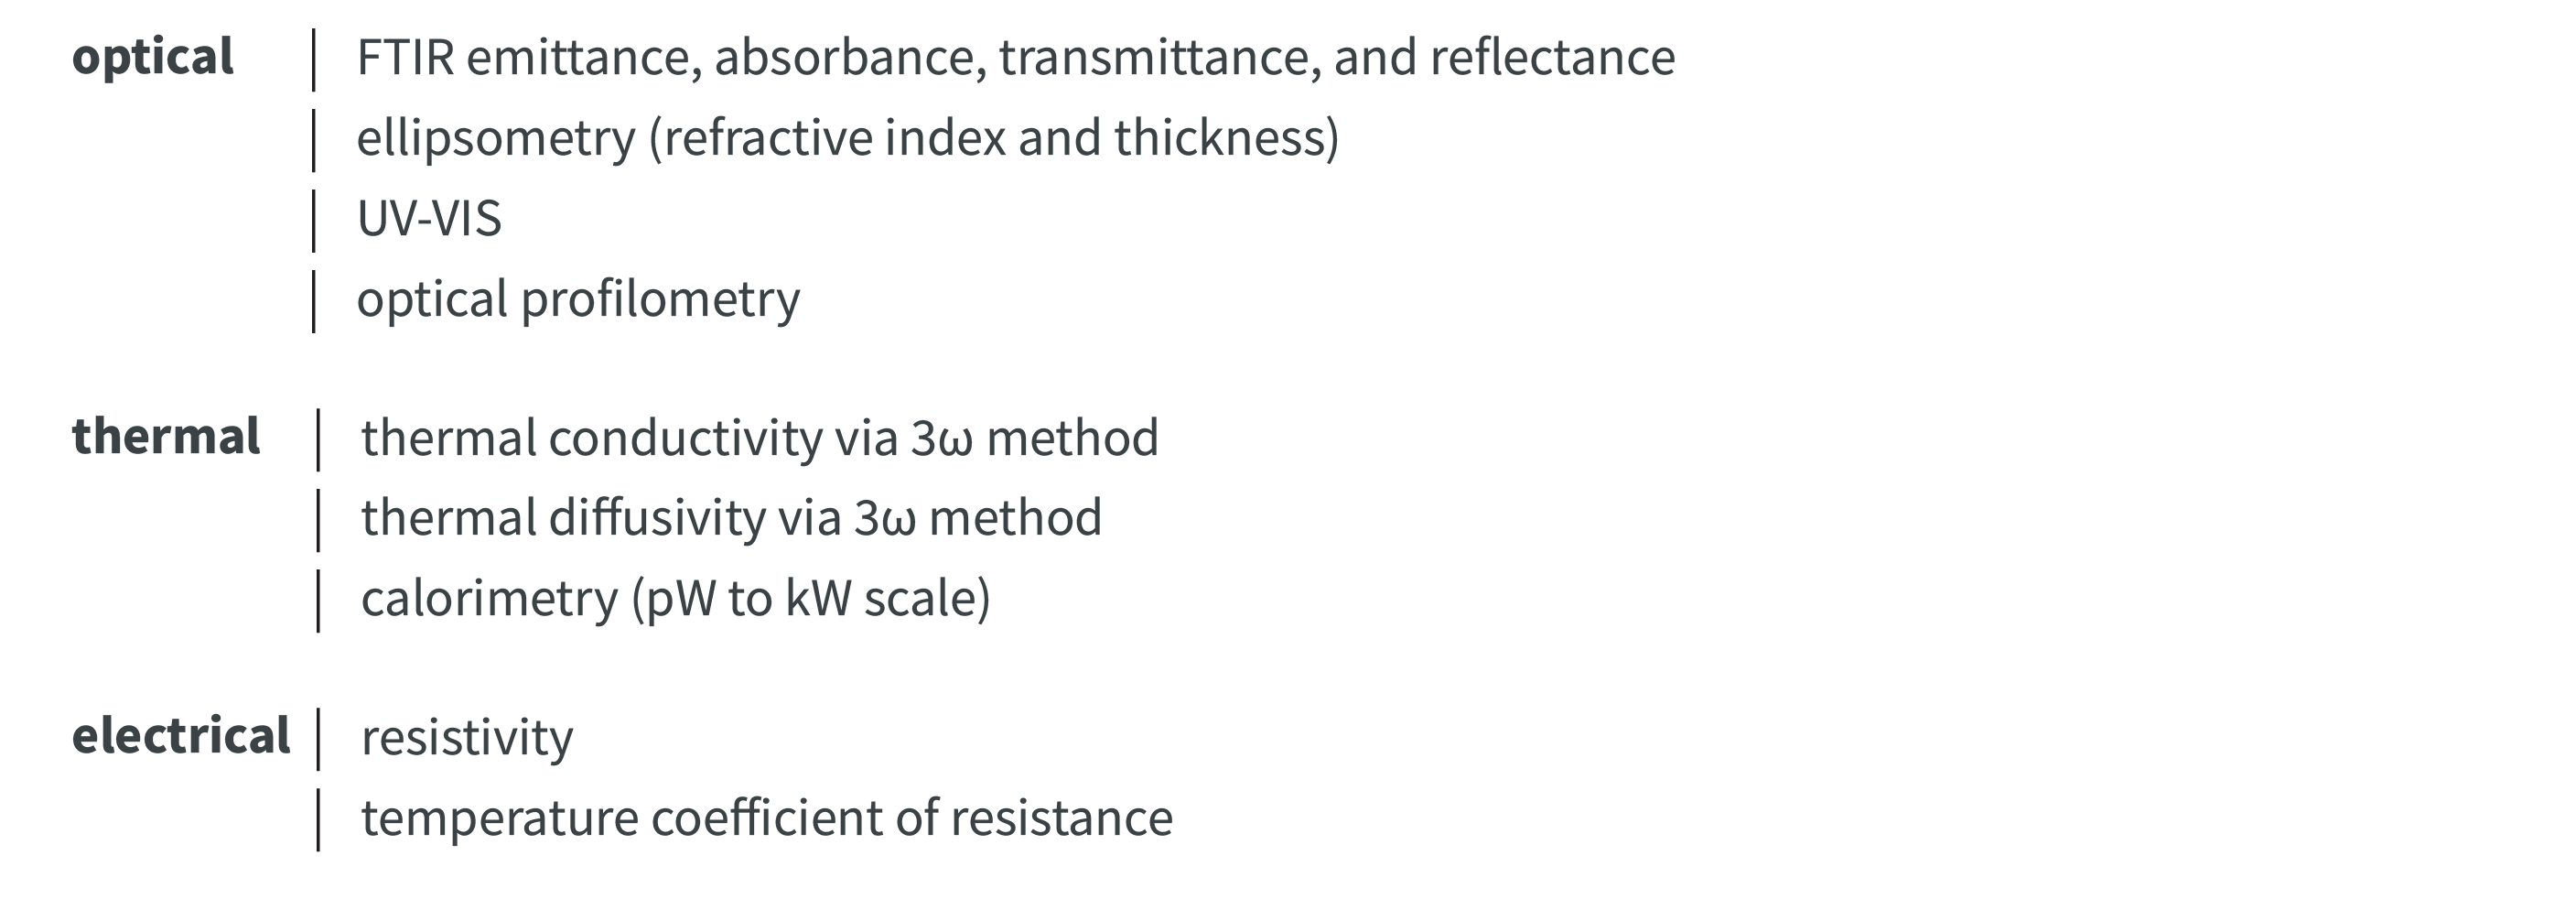 optical | FTIR emittance, absorbance, transmittance, and reflectance
| ellipsometry (refractive index and thickness)
| UV-VIS
| optical profilometry
thermal | thermal conductivity via 3ω method
| thermal diffusivity via 3ω method
| calorimetry (pW to kW scale)
electrical | resistivity
| temperature coefficient of resistance